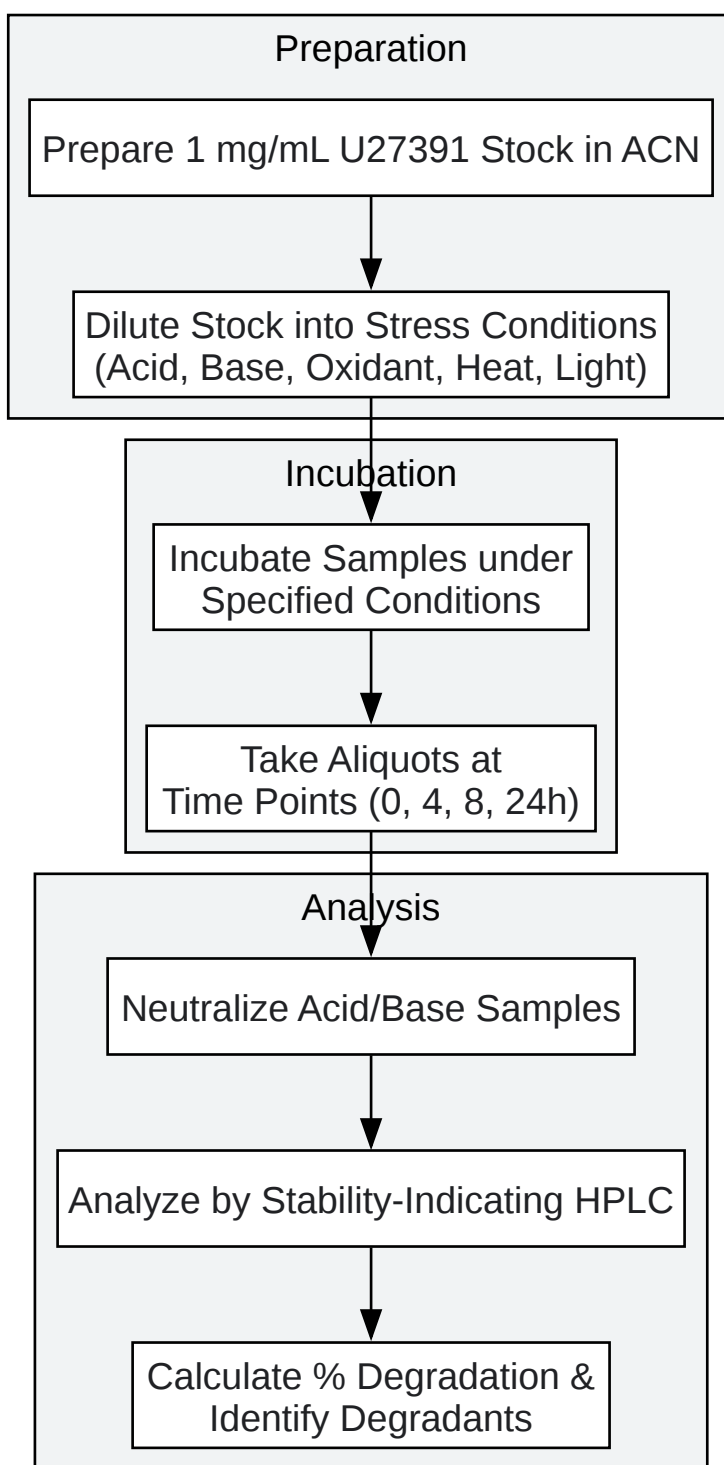 Preparation
Prepare 1 mg/mL U27391 Stock in ACN
Dilute Stock into Stress Conditions
(Acid, Base, Oxidant, Heat, Light)
Incubation
Incubate Samples under
Specified Conditions
Take Aliquots at
Time Points (0, 4, 8, 24h)
Analysis
Neutralize Acid/Base Samples
Analyze by Stability-Indicating HPLC
Calculate % Degradation &
Identify Degradants